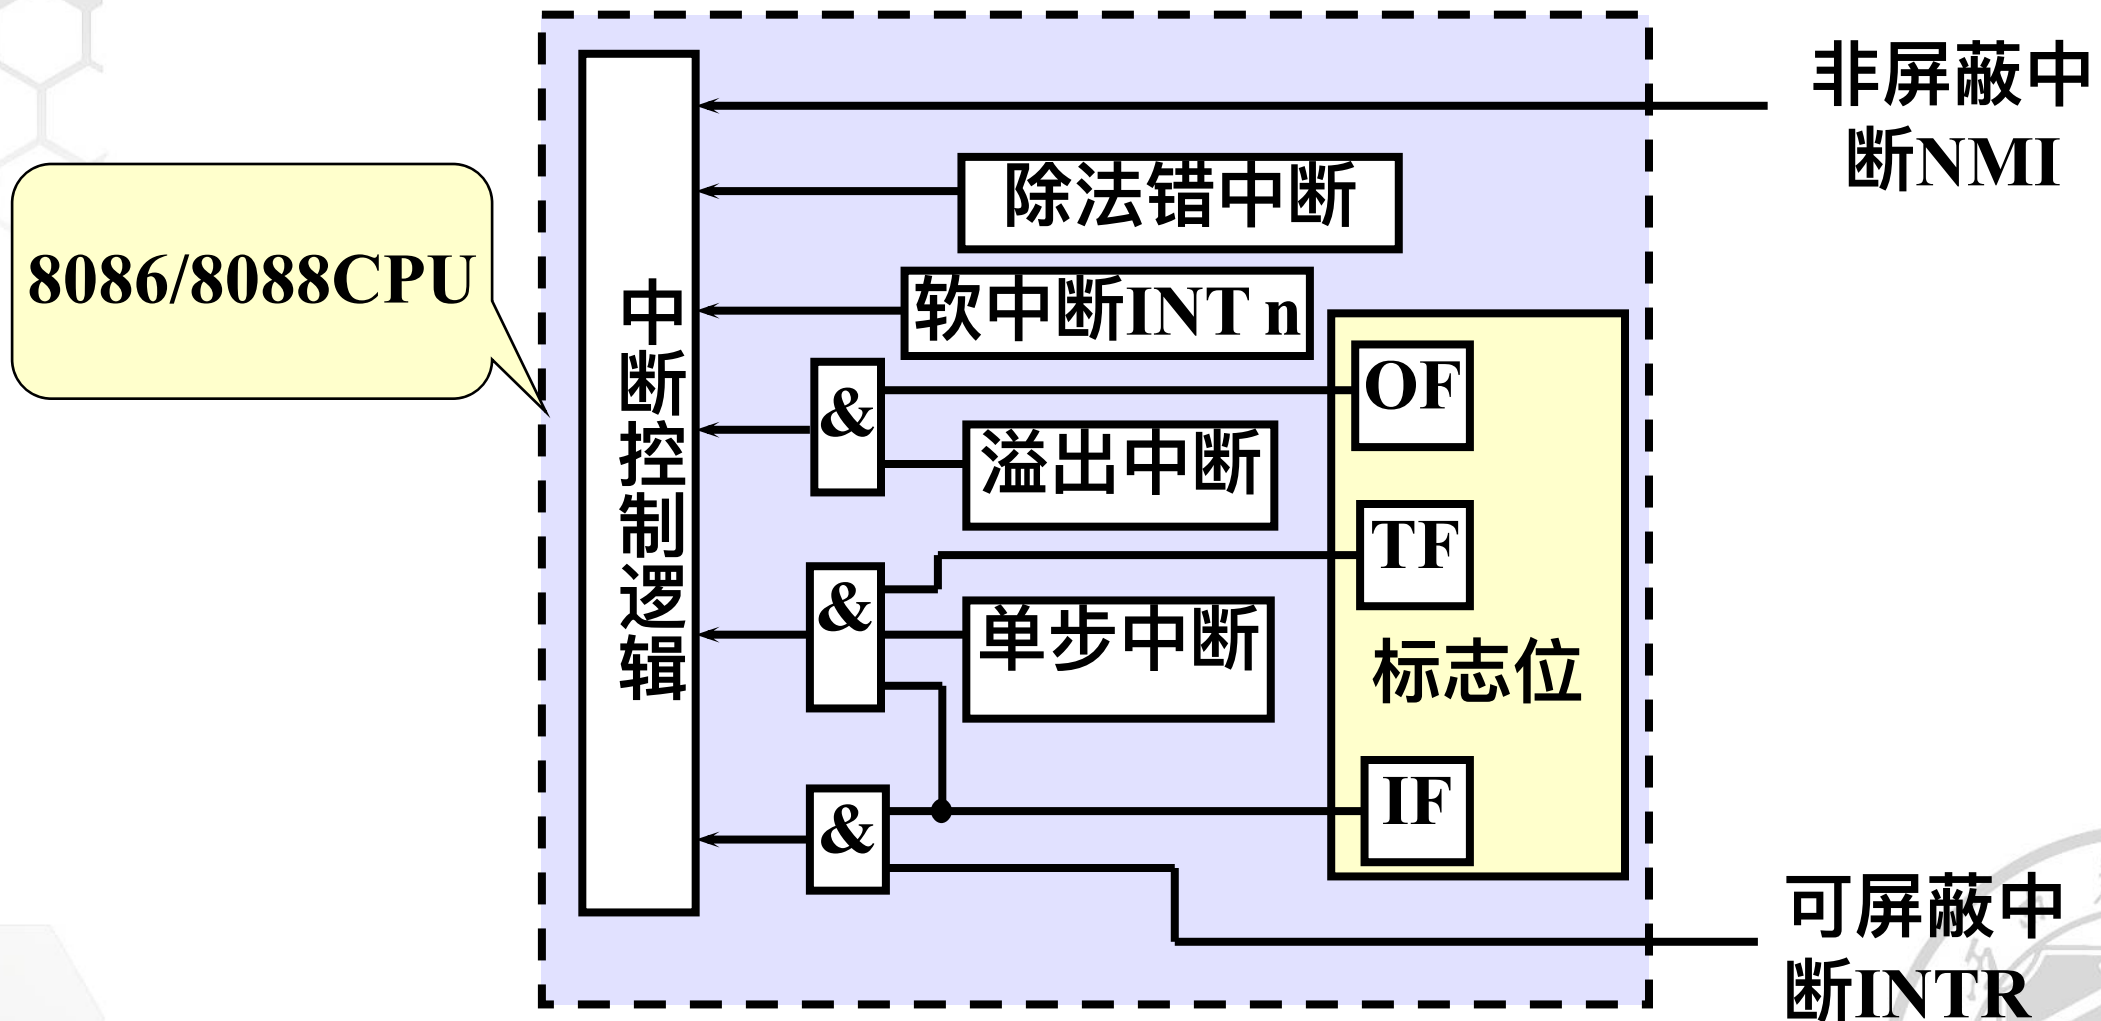 非屏蔽中
断NMI
除法错中断
8086/8088CPU
软中断INT n
中断控制逻辑
&
OF
溢出中断
&
TF
单步中断
标志位
&
IF
可屏蔽中
断INTR